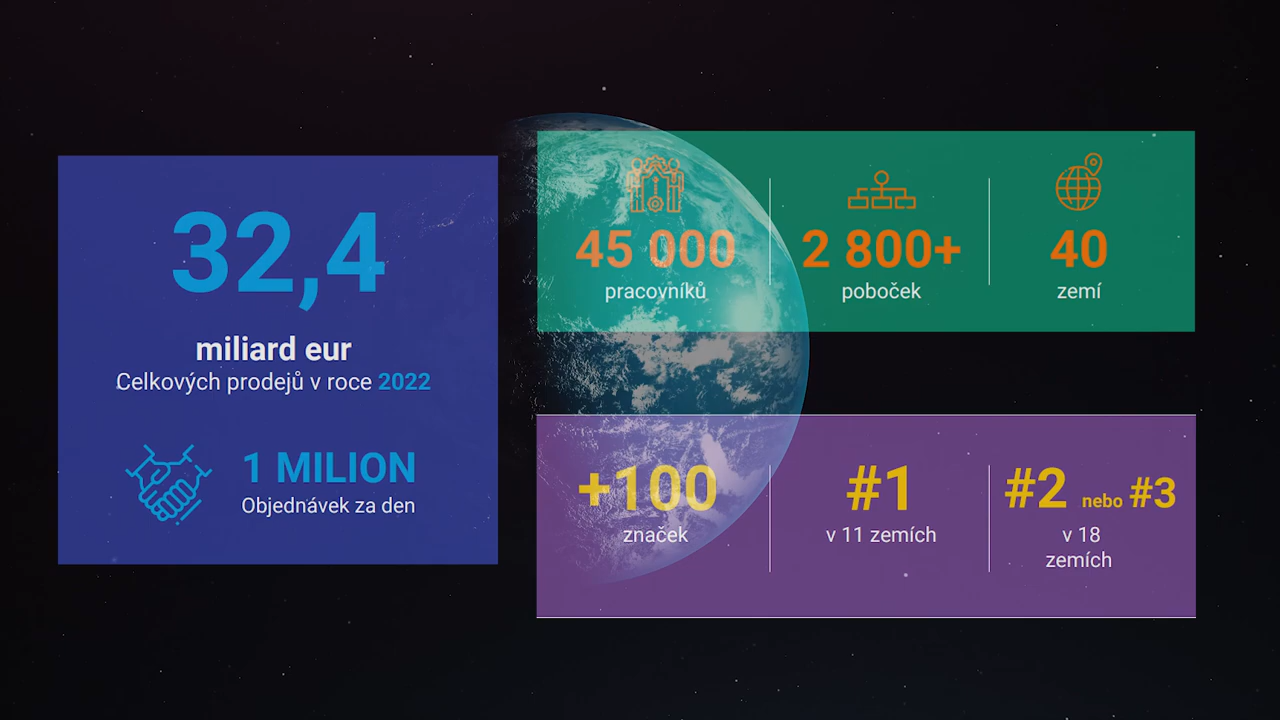 32,4
miliard eur
Celkových prodejů v roce 2022
1 MILION
Objednávek za den
45 000
pracovníků
2 800+
poboček
40
zemí
+100
značek
#1
v 11 zemích
#2 nebo #3
v 18
zemích